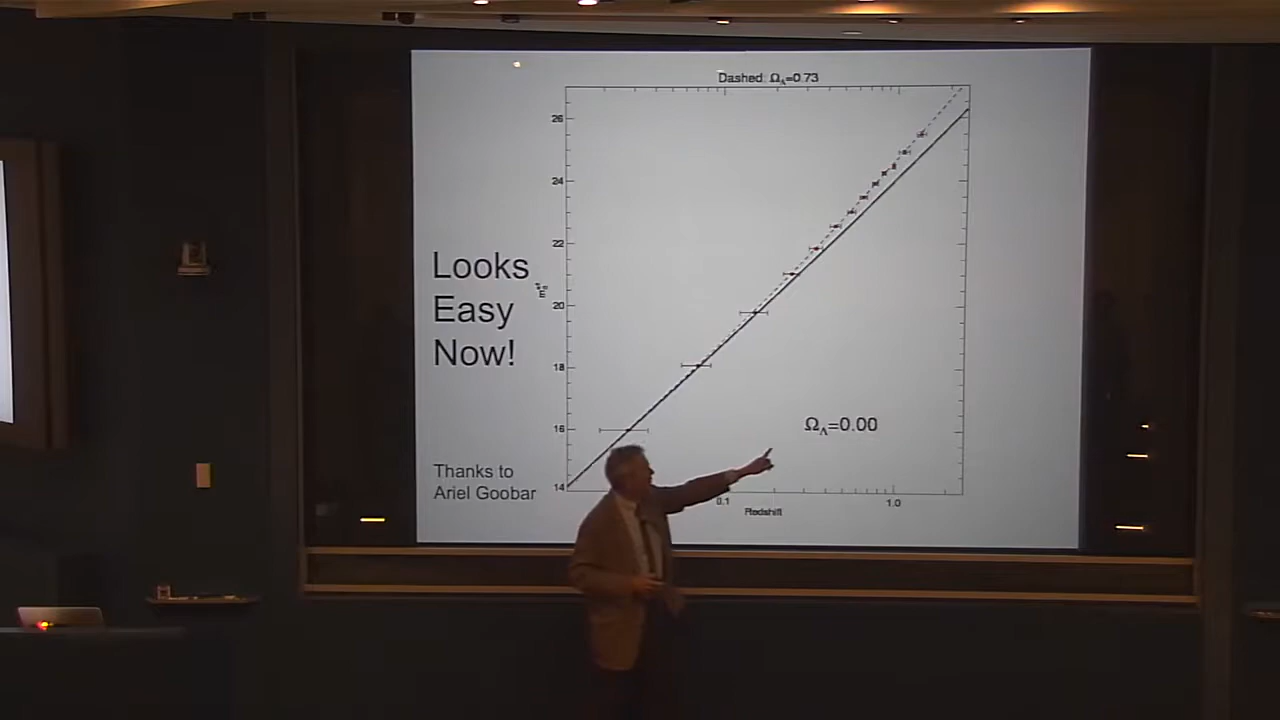 Dashed: Ω_Λ=0.73
26
24
22
20
18
16
14
Looks
Easy
Now!
Ω_Λ=0.00
Thanks to
Ariel Goobar
0.1
1.0
Redshift